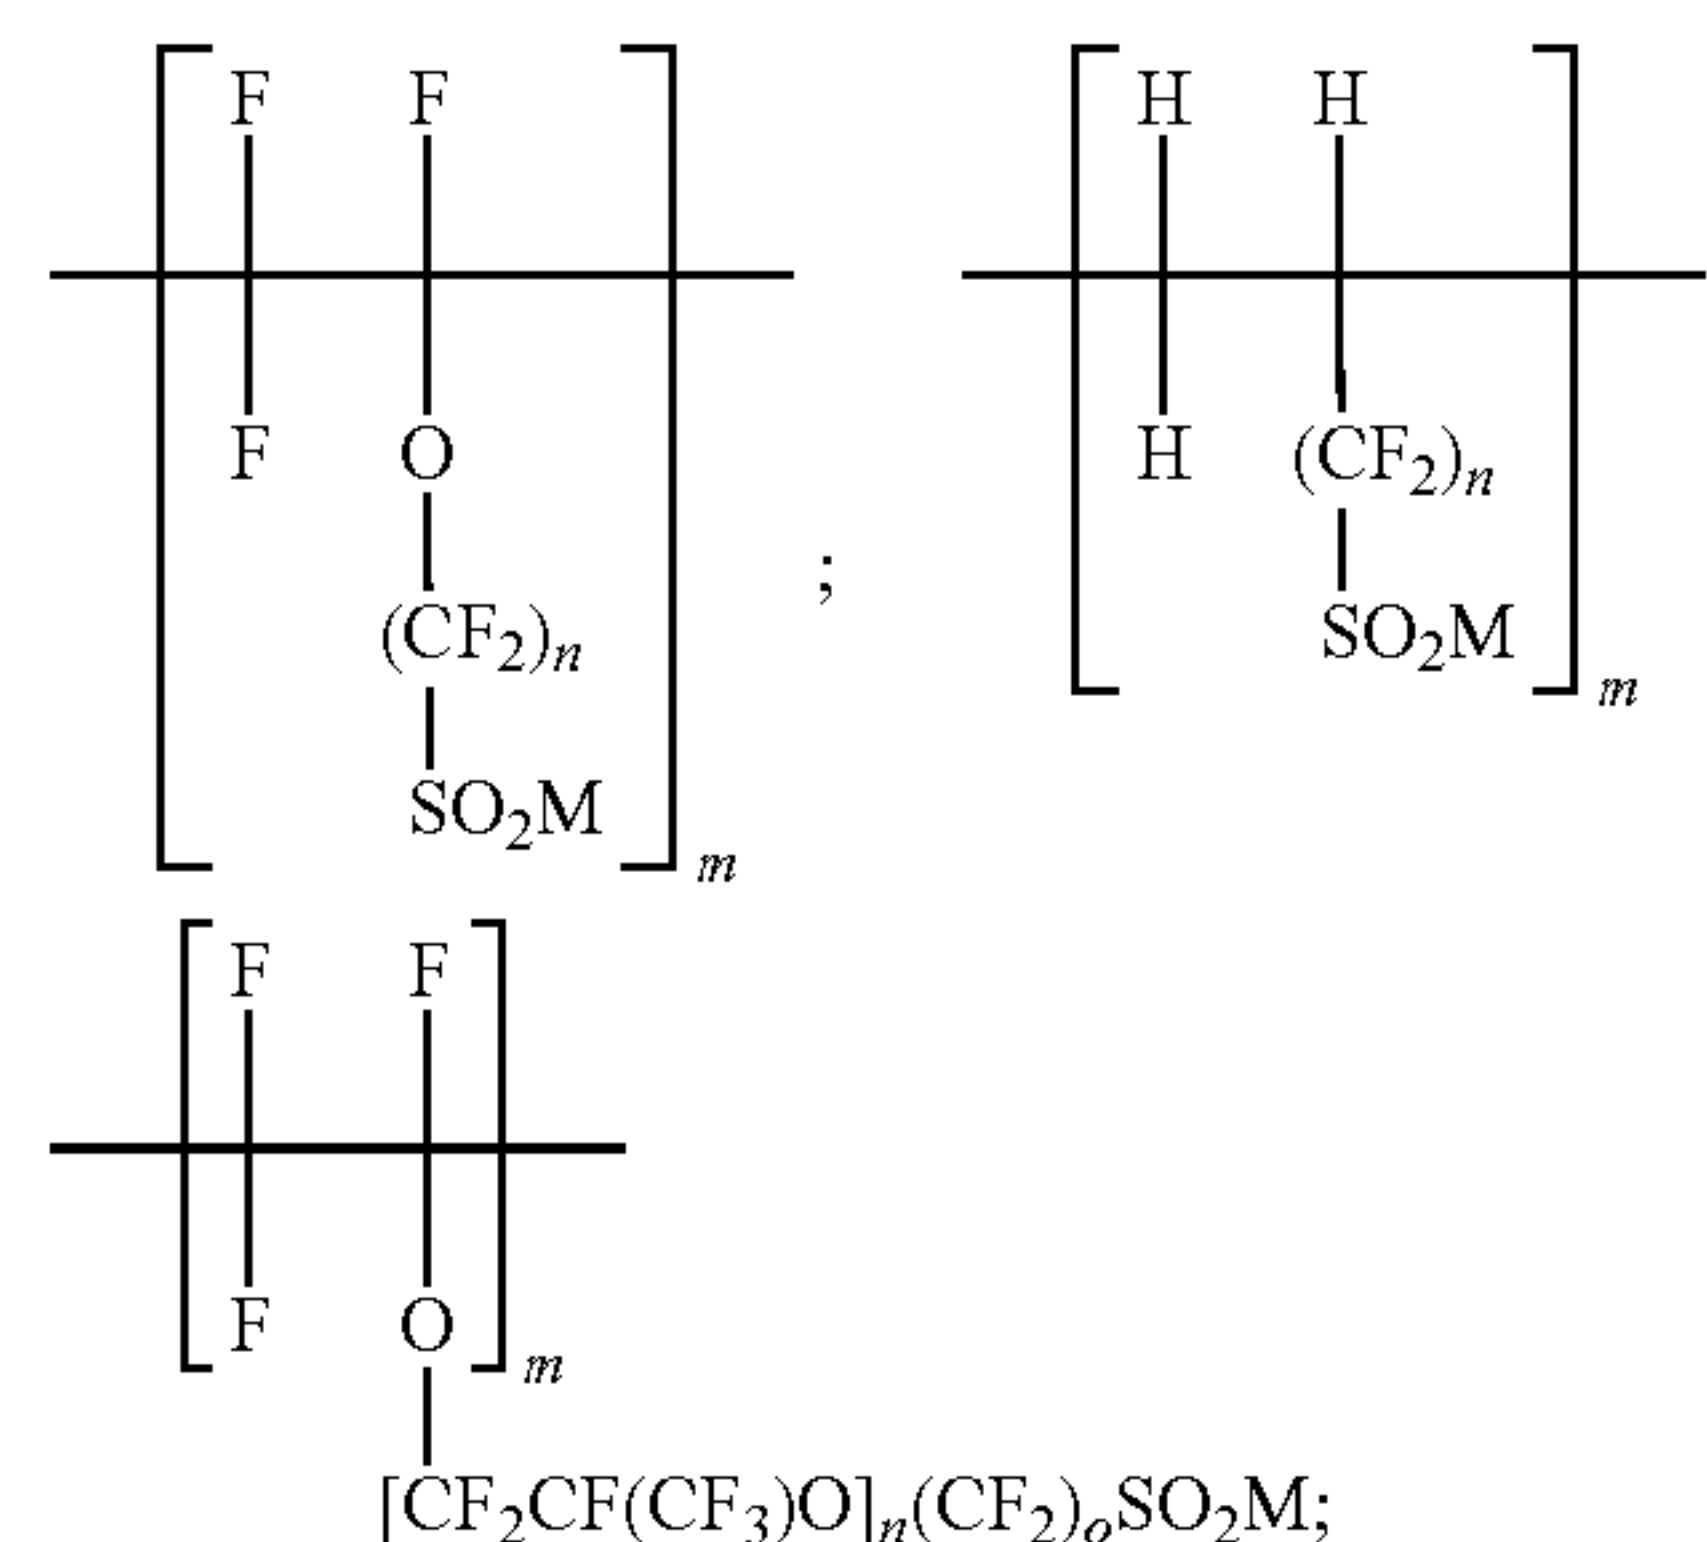 F F H H
F O H (CF2)n
(CF2)n ; SO2M
SO2M m
m
F F
F O
m
[CF2CF(CF3)O]n(CF2)oSO2M;